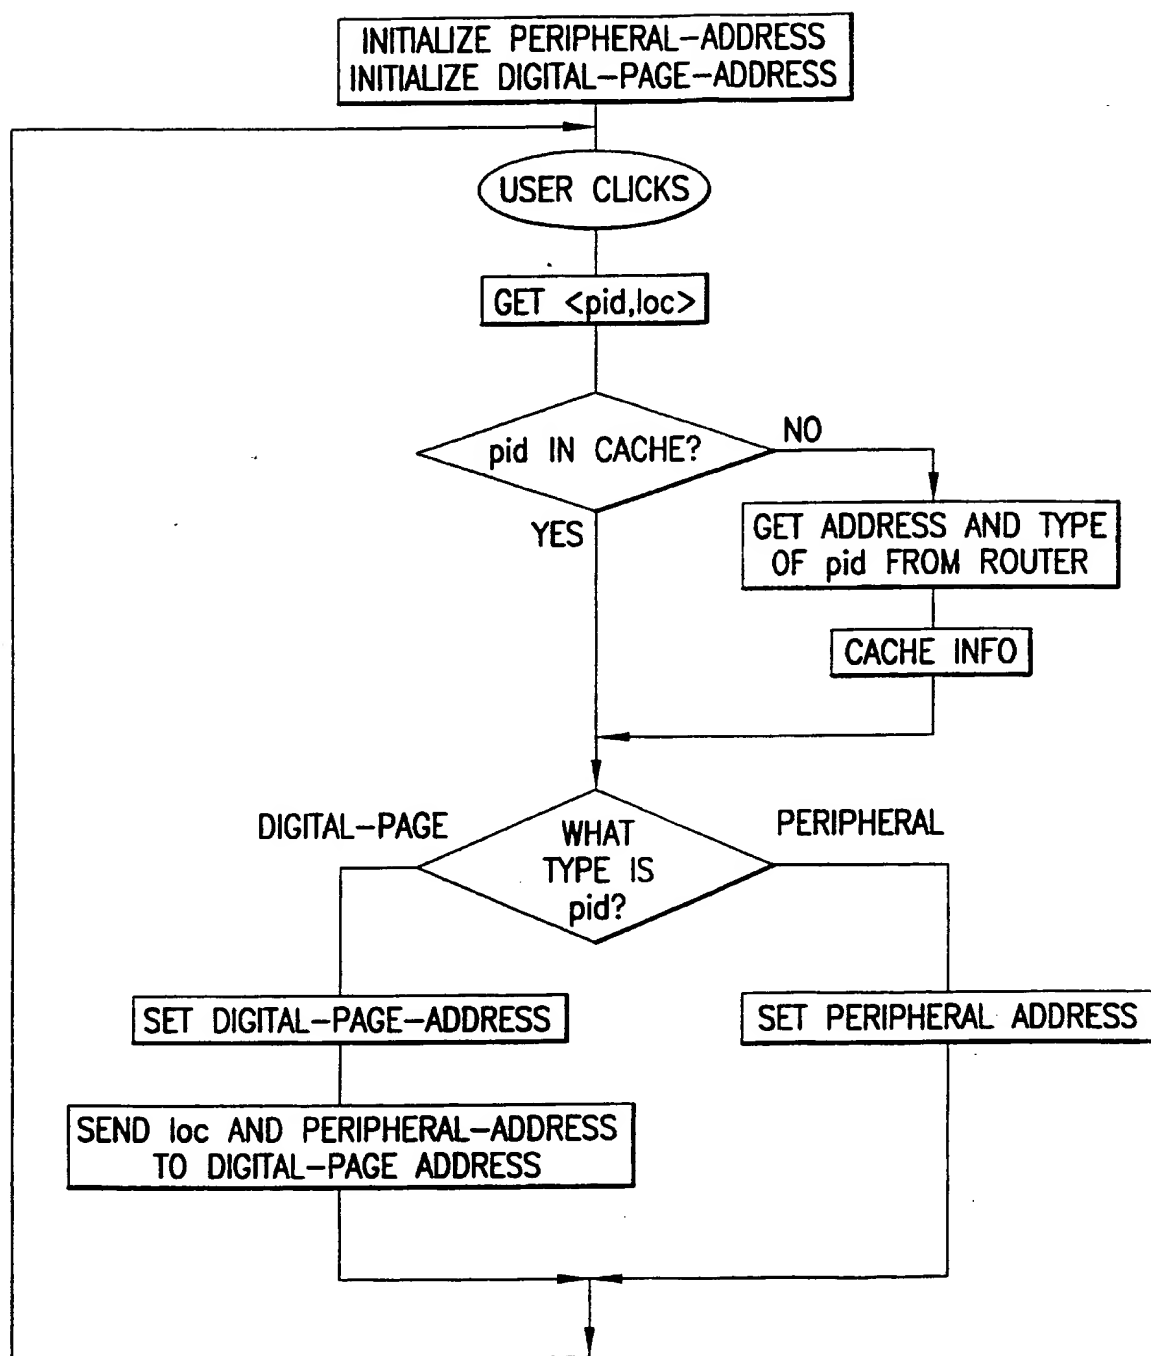 INITIALIZE PERIPHERAL-ADDRESS
INITIALIZE DIGITAL-PAGE-ADDRESS
USER CLICKS
GET <pid,loc>
pid IN CACHE?
NO
YES
GET ADDRESS AND TYPE
OF pid FROM ROUTER
CACHE INFO
DIGITAL-PAGE
WHAT
TYPE IS
pid?
PERIPHERAL
SET DIGITAL-PAGE-ADDRESS
SET PERIPHERAL ADDRESS
SEND loc AND PERIPHERAL-ADDRESS
TO DIGITAL-PAGE ADDRESS